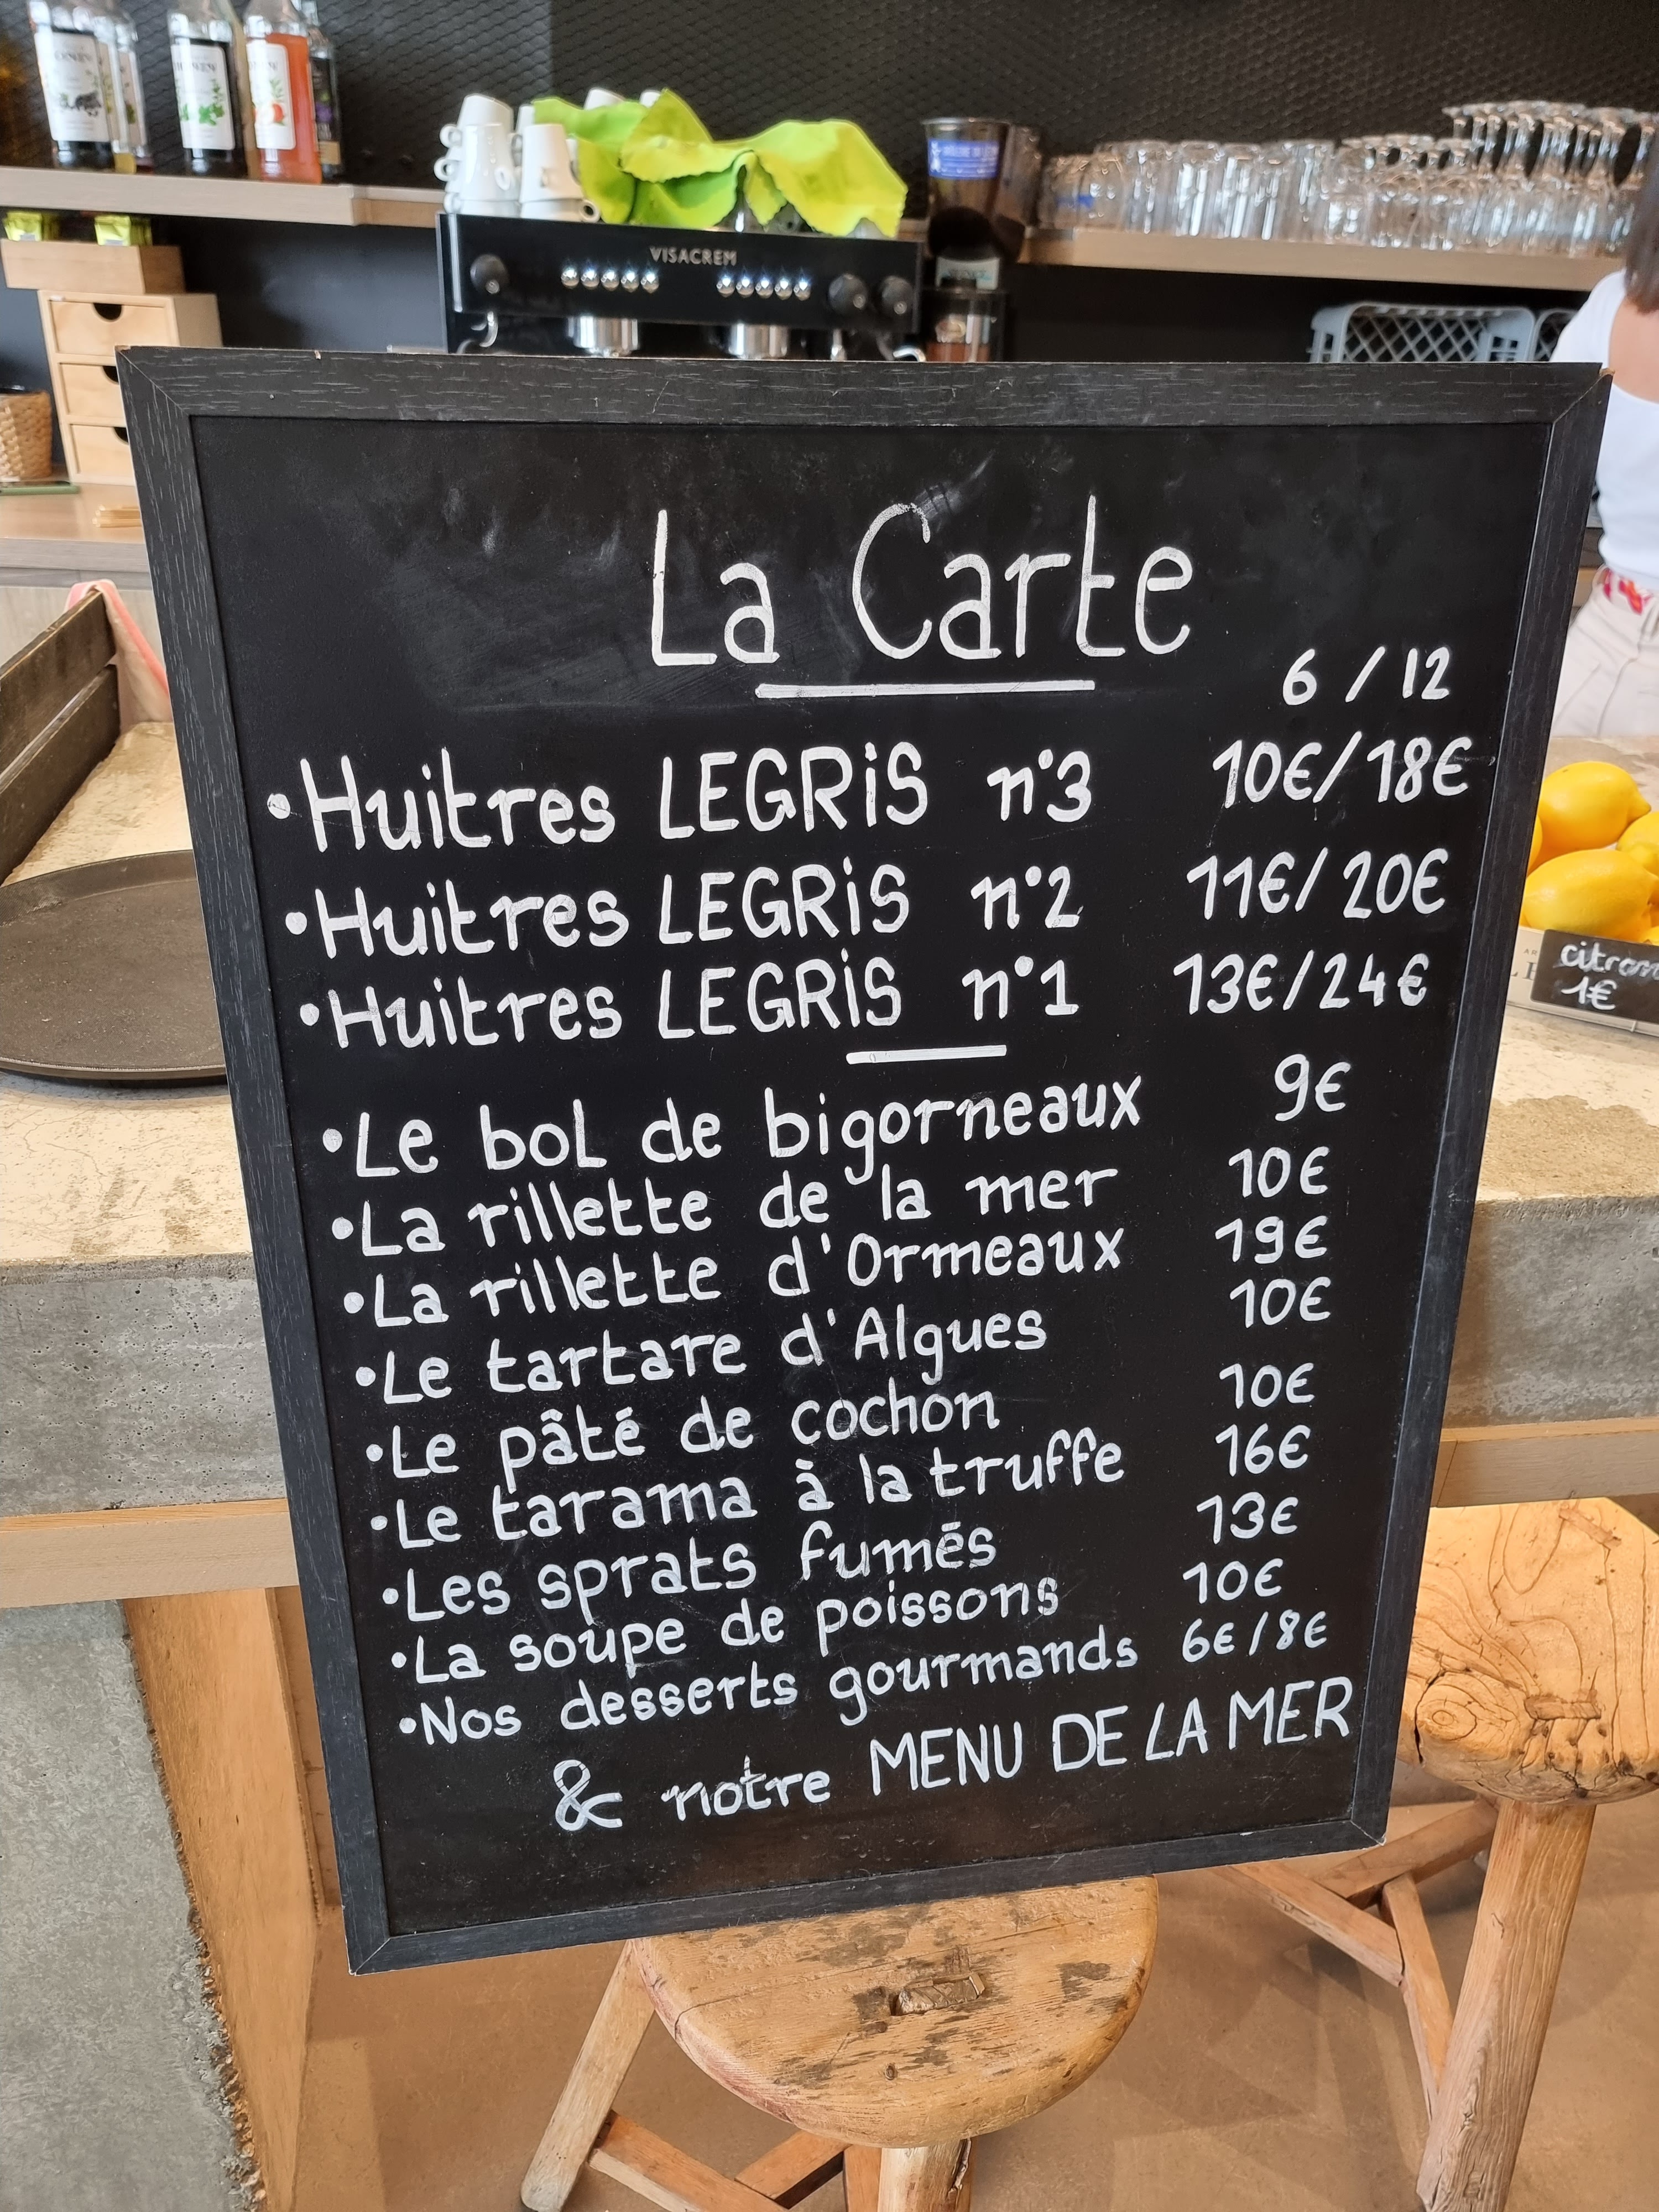 VISACREM
La Carte
6 / 12
•Huitres LEGRiS n°3 10€/18€
•Huitres LEGRiS n°2 11€/20€
•Huitres LEGRiS n°1 13€/24€
•Le bol de bigorneaux 9€
•La rillette de la mer 10€
•La rillette d'Ormeaux 19€
•Le tartare d'Algues 10€
•Le pâté de cochon 10€
•Le tarama à la truffe 16€
•Les sprats fumés 13€
•La soupe de poissons 10€
•Nos desserts gourmands 6€/8€
& notre MENU DE LA MER
1€